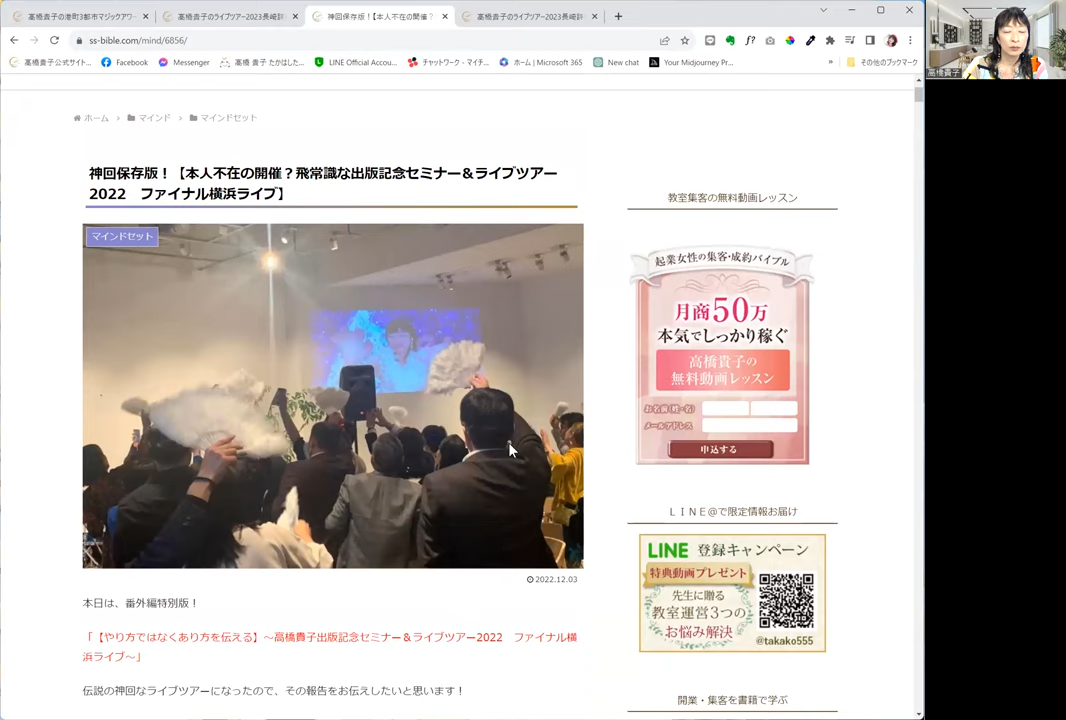 高橋貴子の港町3都市マジックアワ
高橋貴子のライブツアー2023長崎訪
神回保存版！【本人不在の開催？
高橋貴子のライブツアー2023長崎訪
ss-bible.com/mind/6856/
高橋貴子公式サイト...
Facebook
Messenger
高橋 貴子 たかはした...
LINE Official Accou...
チャットワーク - マイチ...
ホーム | Microsoft 365
New chat
Your Midjourney Pr...
»
その他のブックマーク
高橋貴子
ホーム > マインド > マインドセット
神回保存版！【本人不在の開催？飛常識な出版記念セミナー＆ライブツアー
2022 ファイナル横浜ライブ】
マインドセット
2022.12.03
本日は、番外編特別版！
「【やり方ではなくあり方を伝える】～高橋貴子出版記念セミナー＆ライブツアー2022 ファイナル横
浜ライブ～」
伝説の神回なライブツアーになったので、その報告をお伝えしたいと思います！
教室集客の無料動画レッスン
起業女性の集客・成約バイブル
月商50万
本気でしっかり稼ぐ
高橋貴子の
無料動画レッスン
お名前(姓・名)
メールアドレス
申込する
ＬＩＮＥ@で限定情報お届け
LINE 登録キャンペーン
特典動画プレゼント
先生に贈る
教室運営3つの
お悩み解決
@takako555
開業・集客を書籍で学ぶ